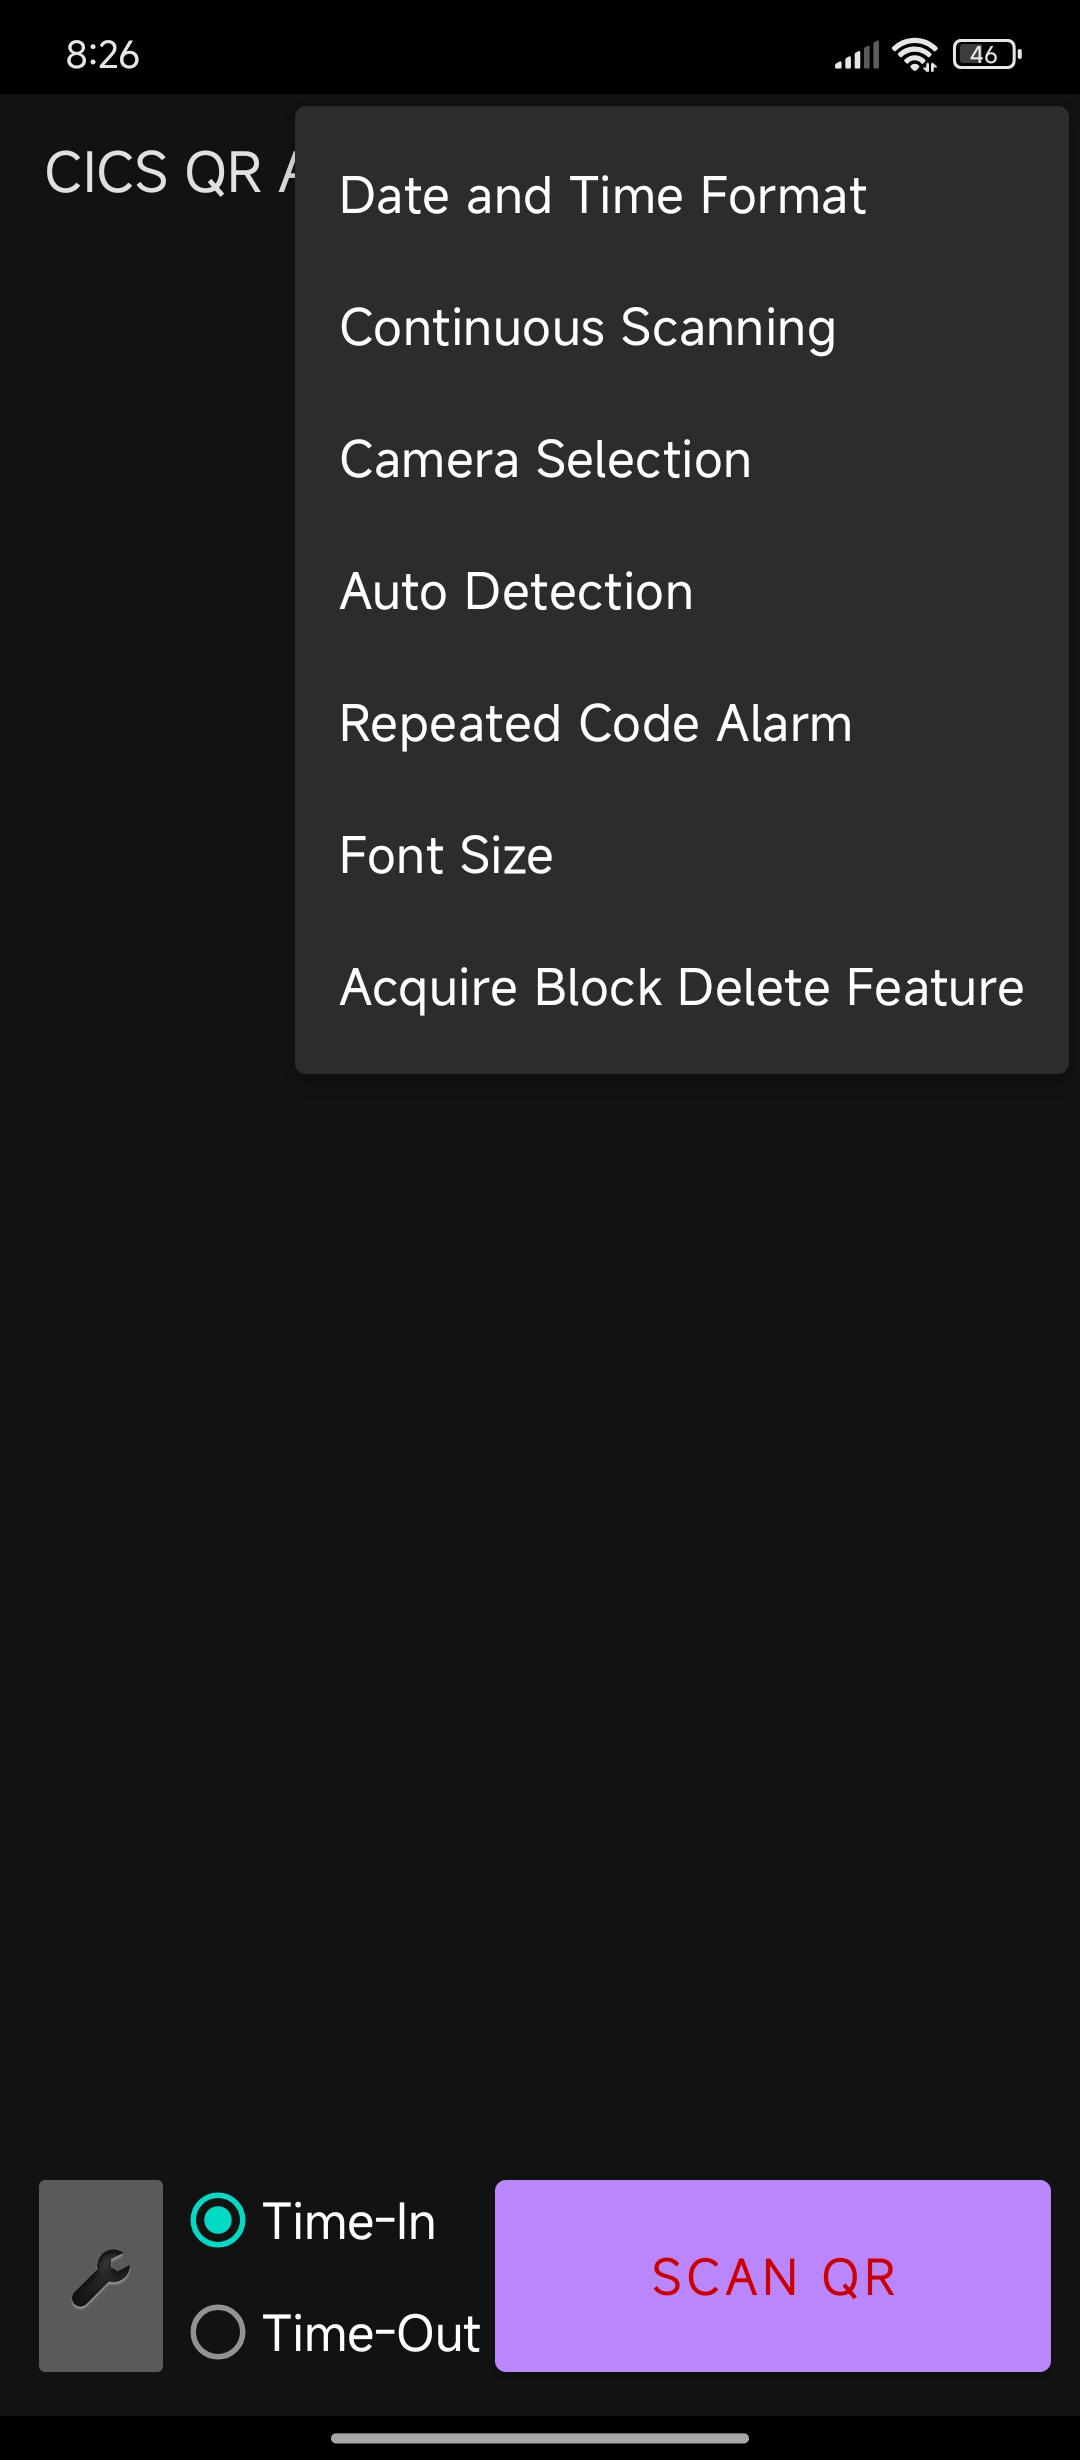 8:26
46
CICS QR
Date and Time Format
Continuous Scanning
Camera Selection
Auto Detection
Repeated Code Alarm
Font Size
Acquire Block Delete Feature
Time-In
Time-Out
SCAN QR